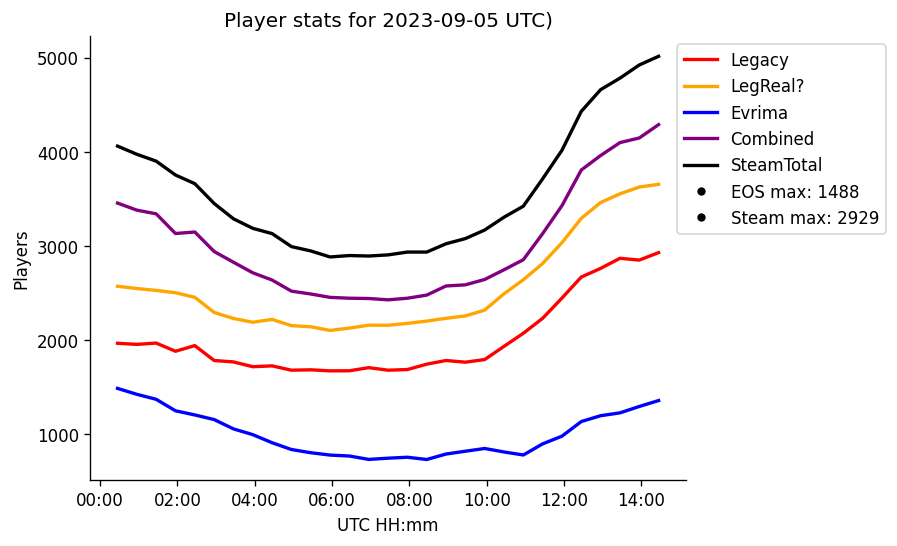 Player stats for 2023-09-05 UTC)
5000
4000
3000
2000
1000
Players
00:00 02:00 04:00 06:00 08:00 10:00 12:00 14:00
UTC HH:mm
Legacy
LegReal?
Evrima
Combined
SteamTotal
EOS max: 1488
Steam max: 2929